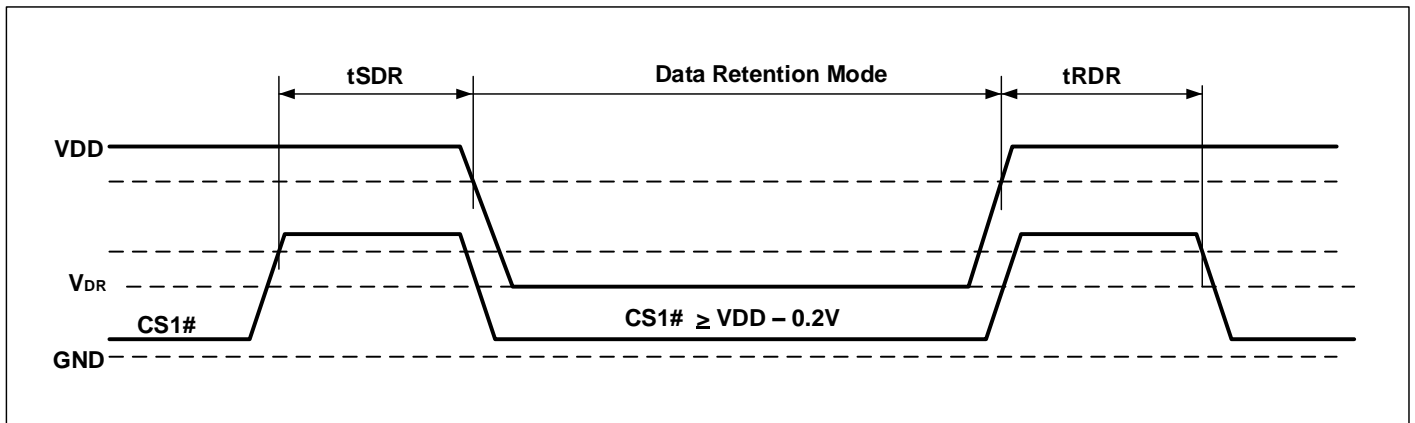 tSDR
Data Retention Mode
tRDR
VDD
VDR
CS1# ≥ VDD – 0.2V
CS1#
GND